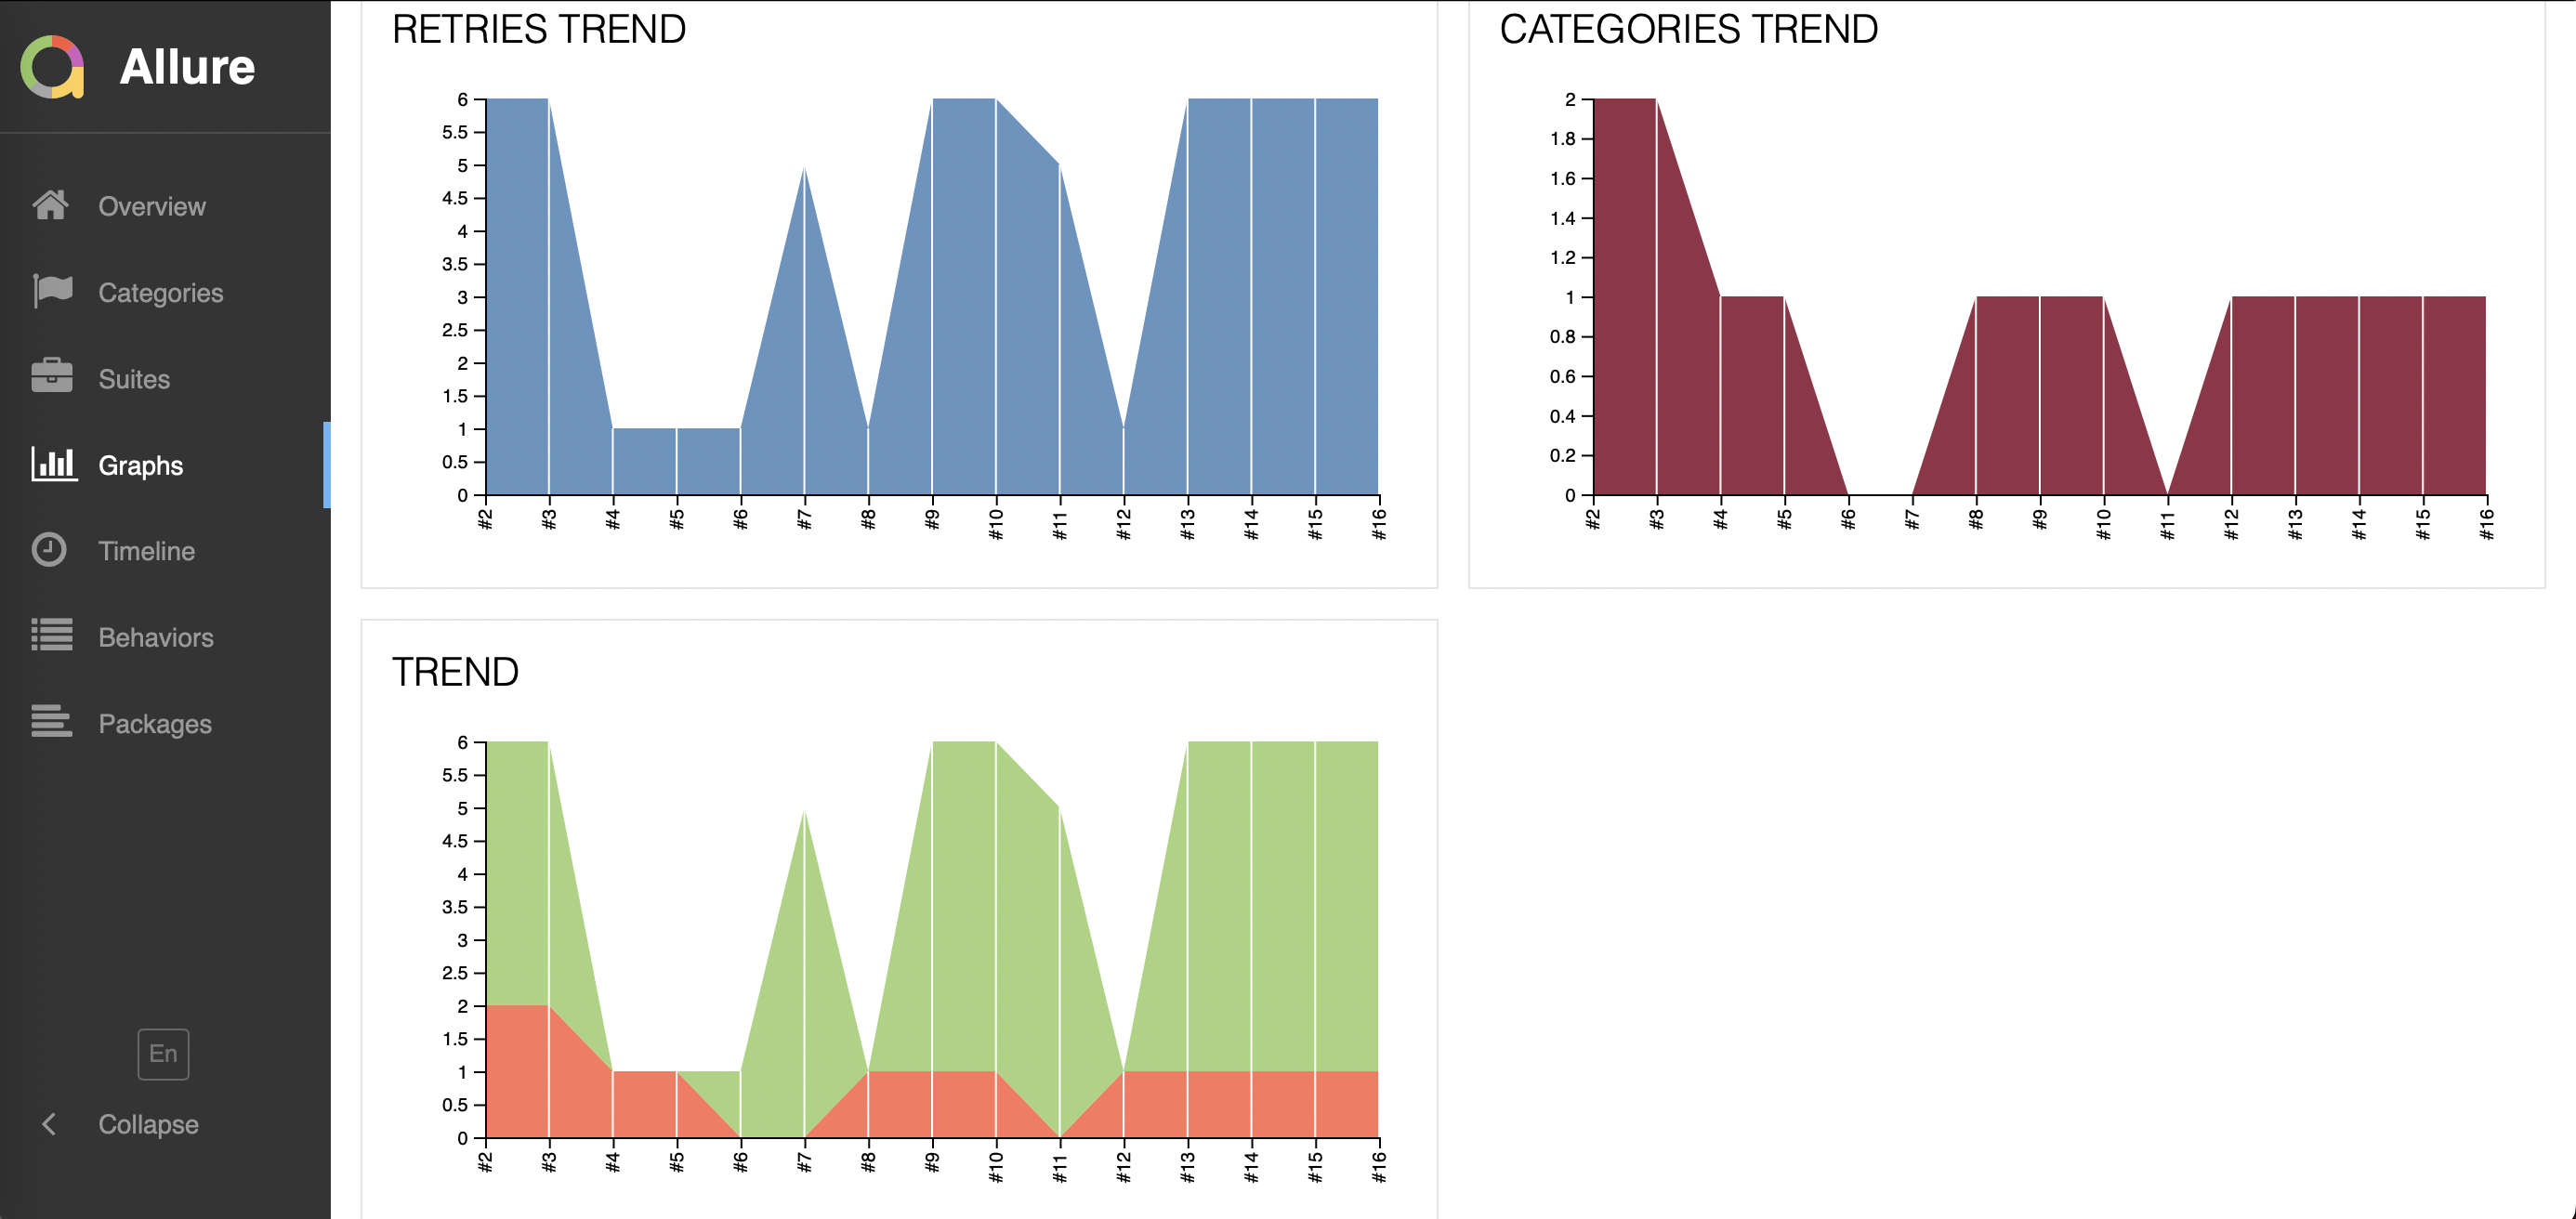 Allure
Overview
Categories
Suites
Graphs
Timeline
Behaviors
Packages
En
Collapse
RETRIES TREND
6
5.5
5
4.5
4
3.5
3
2.5
2
1.5
1
0.5
0
#2 #3 #4 #5 #6 #7 #8 #9 #10 #11 #12 #13 #14 #15 #16
CATEGORIES TREND
2
1.8
1.6
1.4
1.2
1
0.8
0.6
0.4
0.2
0
#2 #3 #4 #5 #6 #7 #8 #9 #10 #11 #12 #13 #14 #15 #16
TREND
6
5.5
5
4.5
4
3.5
3
2.5
2
1.5
1
0.5
0
#2 #3 #4 #5 #6 #7 #8 #9 #10 #11 #12 #13 #14 #15 #16